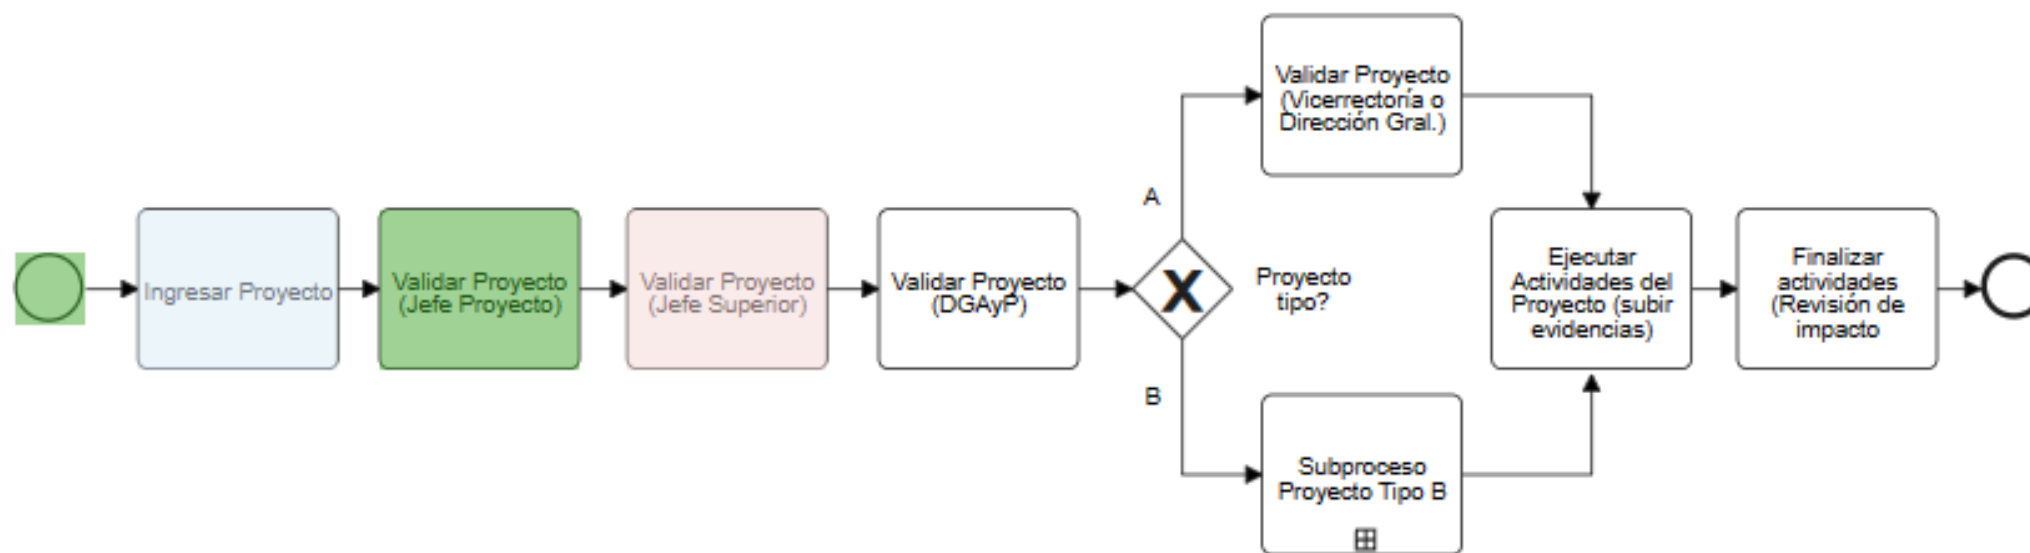 Ingresar Proyecto
Validar Proyecto
(Jefe Proyecto)
Validar Proyecto
(Jefe Superior)
Validar Proyecto
(DGAyP)
A
B
Proyecto
tipo?
Validar Proyecto
(Vicerrectoría o
Dirección Gral.)
Subproceso
Proyecto Tipo B
Ejecutar
Actividades del
Proyecto (subir
evidencias)
Finalizar
actividades
(Revisión de
impacto